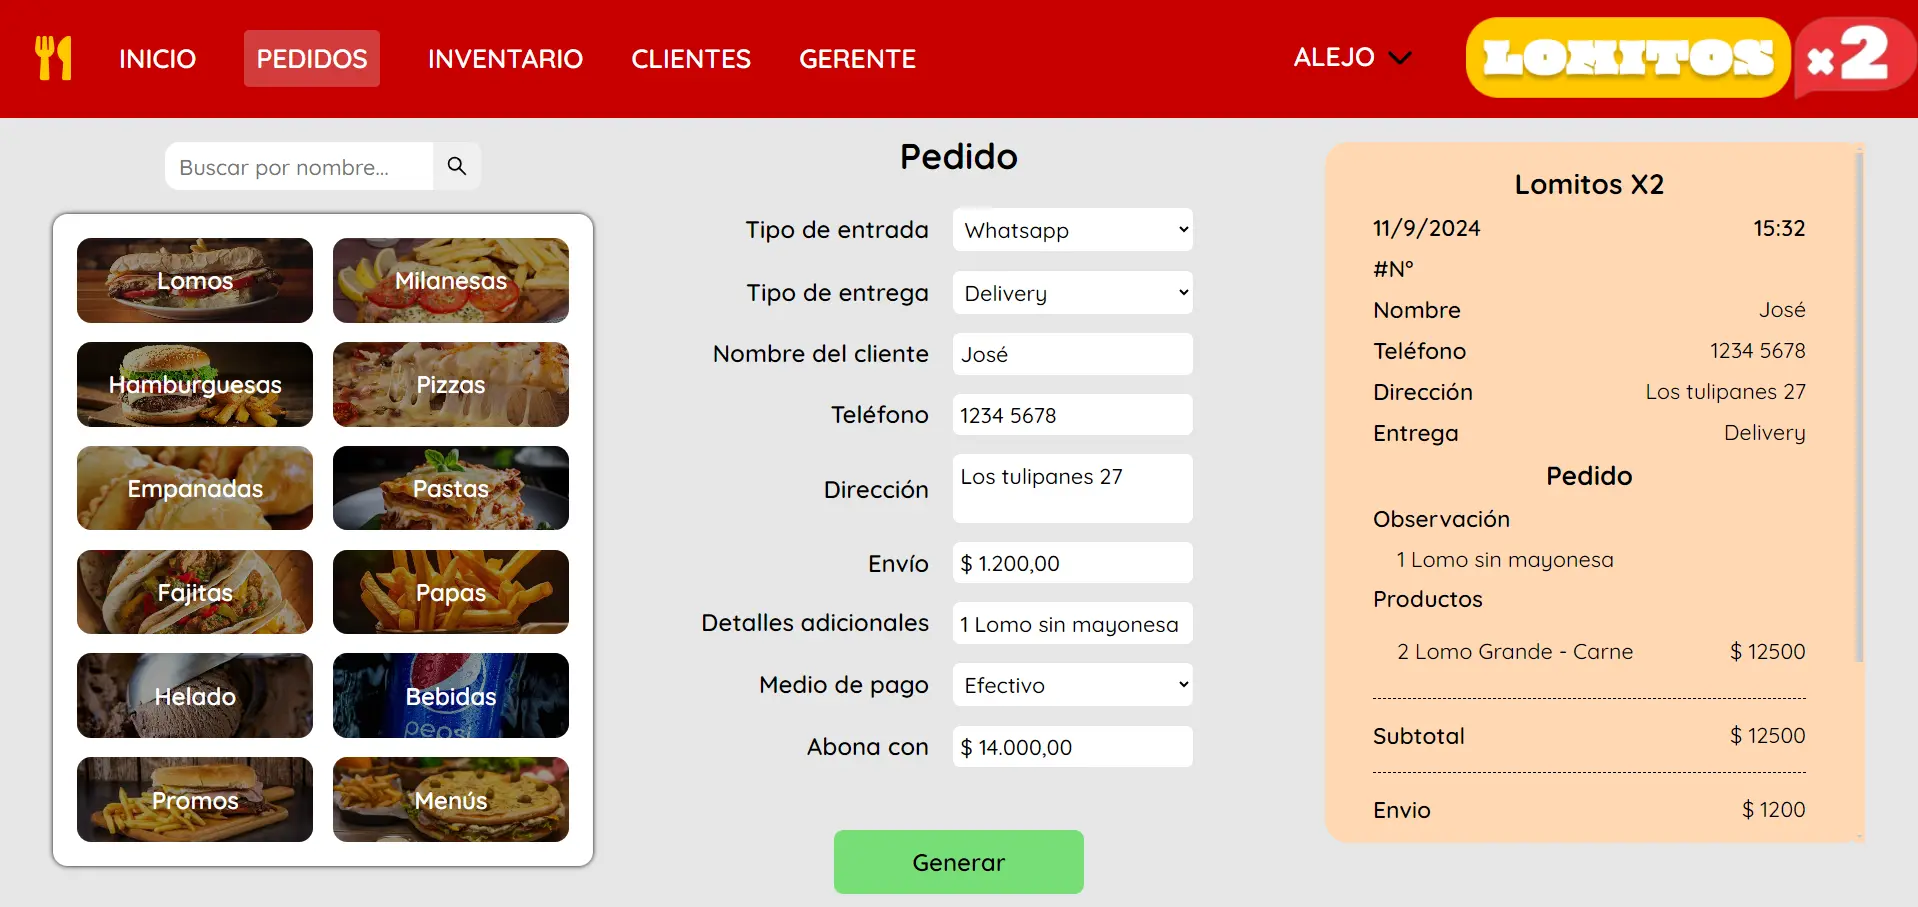 INICIO
PEDIDOS
INVENTARIO
CLIENTES
GERENTE
ALEJO
LOMITOS
x2
Buscar por nombre...
Lomos
Milanesas
Hamburguesas
Pizzas
Empanadas
Pastas
Fajitas
Papas
Helado
Bebidas
pepsi
Promos
Menús
Pedido
Tipo de entrada Whatsapp
Tipo de entrega Delivery
Nombre del cliente José
Teléfono 1234 5678
Dirección Los tulipanes 27
Envío $ 1.200,00
Detalles adicionales 1 Lomo sin mayonesa
Medio de pago Efectivo
Abona con $ 14.000,00
Generar
Lomitos X2
11/9/2024 15:32
#Nº
Nombre José
Teléfono 1234 5678
Dirección Los tulipanes 27
Entrega Delivery
Pedido
Observación
1 Lomo sin mayonesa
Productos
2 Lomo Grande - Carne $ 12500
Subtotal $ 12500
Envio $ 1200